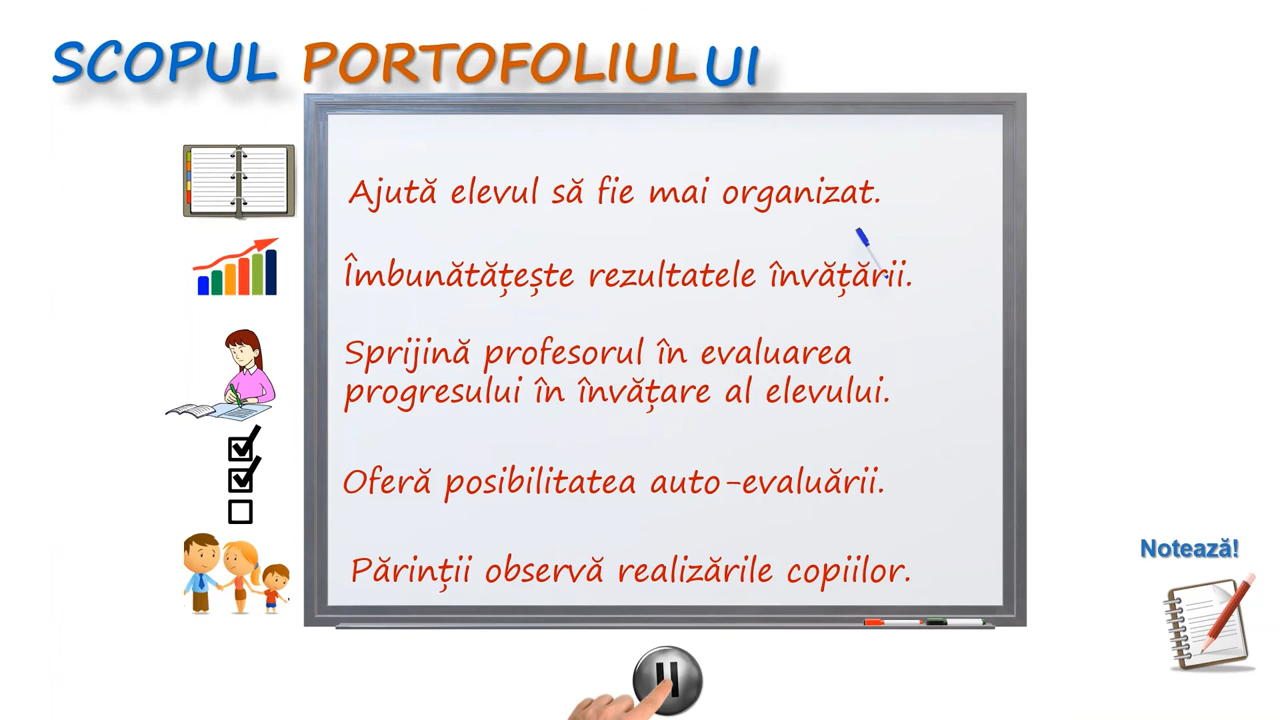 SCOPUL PORTOFOLIULUI
Ajută elevul să fie mai organizat.
Îmbunătățește rezultatele învățării.
Sprijină profesorul în evaluarea
progresului în învățare al elevului.
Oferă posibilitatea auto-evaluării.
Părinții observă realizările copiilor.
Notează!